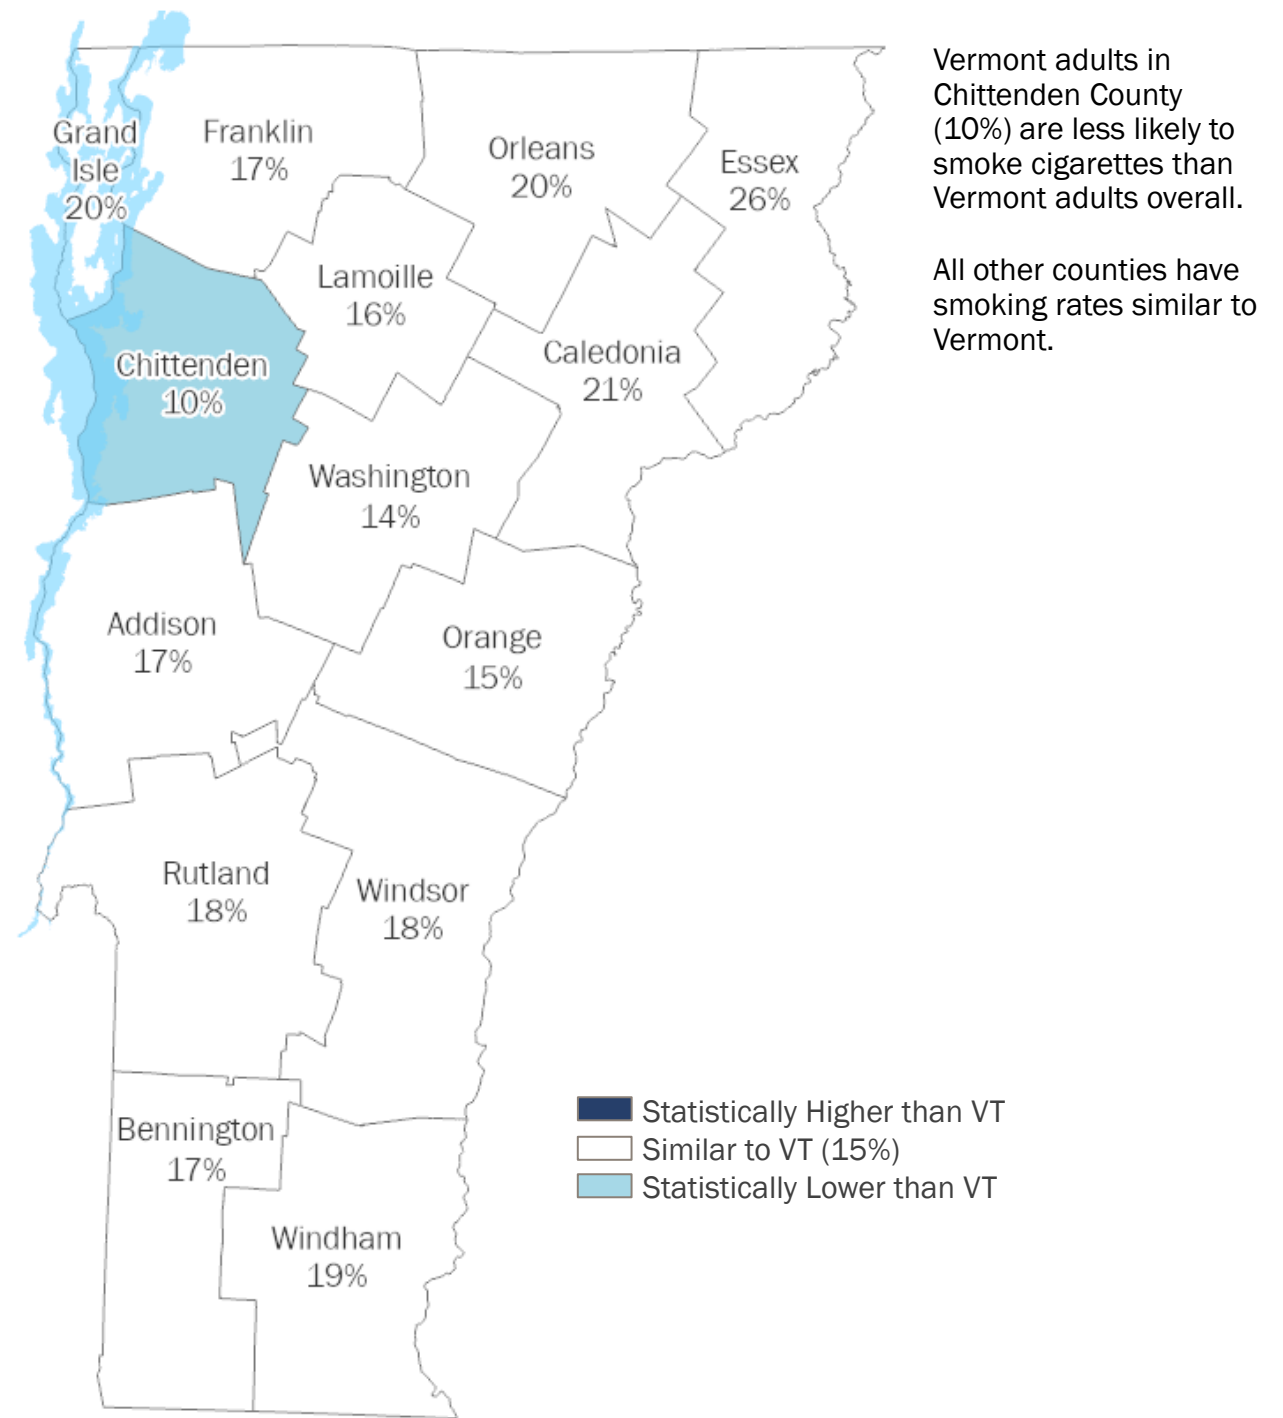 Vermont adults in
Chittenden County
(10%) are less likely to
smoke cigarettes than
Vermont adults overall.
All other counties have
smoking rates similar to
Vermont.
Grand
Isle
20%
Franklin
17%
Orleans
20%
Essex
26%
Lamoille
16%
Chittenden
10%
Caledonia
21%
Washington
14%
Addison
17%
Orange
15%
Rutland
18%
Windsor
18%
Bennington
17%
Windham
19%
Statistically Higher than VT
Similar to VT (15%)
Statistically Lower than VT